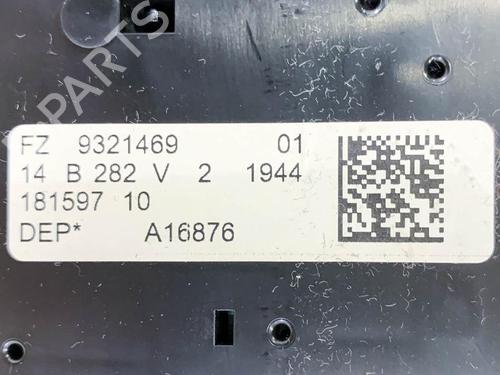 B PARTS
FZ 9321469 01
14 B 282 V 2 1944
181597 10
DEP* A16876